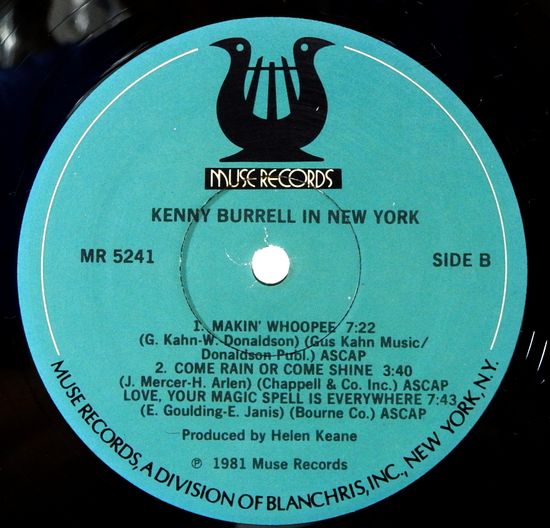 MUSE RECORDS
KENNY BURRELL IN NEW YORK
MR 5241
SIDE B
1. MAKIN' WHOOPEE 7:22
(G. Kahn-W. Donaldson) (Gus Kahn Music/
Donaldson Publ.) ASCAP
2. COME RAIN OR COME SHINE 3:40
(J. Mercer-H. Arlen) (Chappell & Co. Inc.) ASCAP
LOVE, YOUR MAGIC SPELL IS EVERYWHERE 7:43
(E. Goulding-E. Janis) (Bourne Co.) ASCAP
Produced by Helen Keane
℗ 1981 Muse Records
MUSE RECORDS, A DIVISION OF BLANCHRIS, INC., NEW YORK, N.Y.